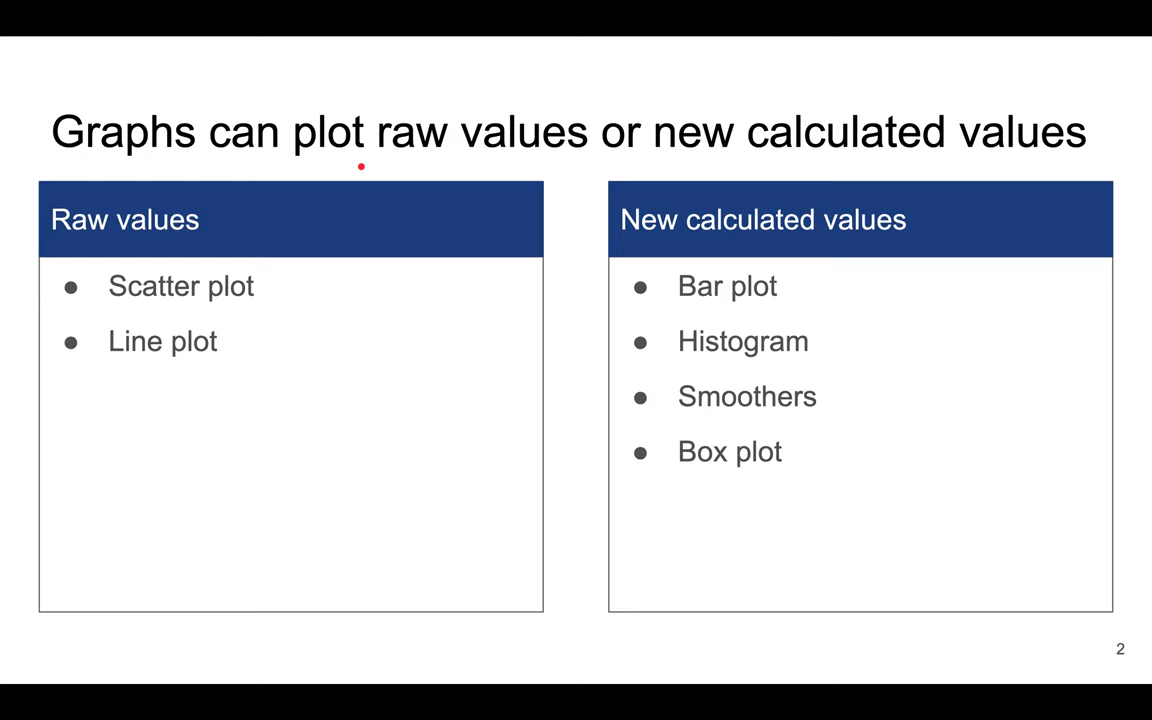 Graphs can plot raw values or new calculated values
Raw values
● Scatter plot
● Line plot
New calculated values
● Bar plot
● Histogram
● Smoothers
● Box plot
2